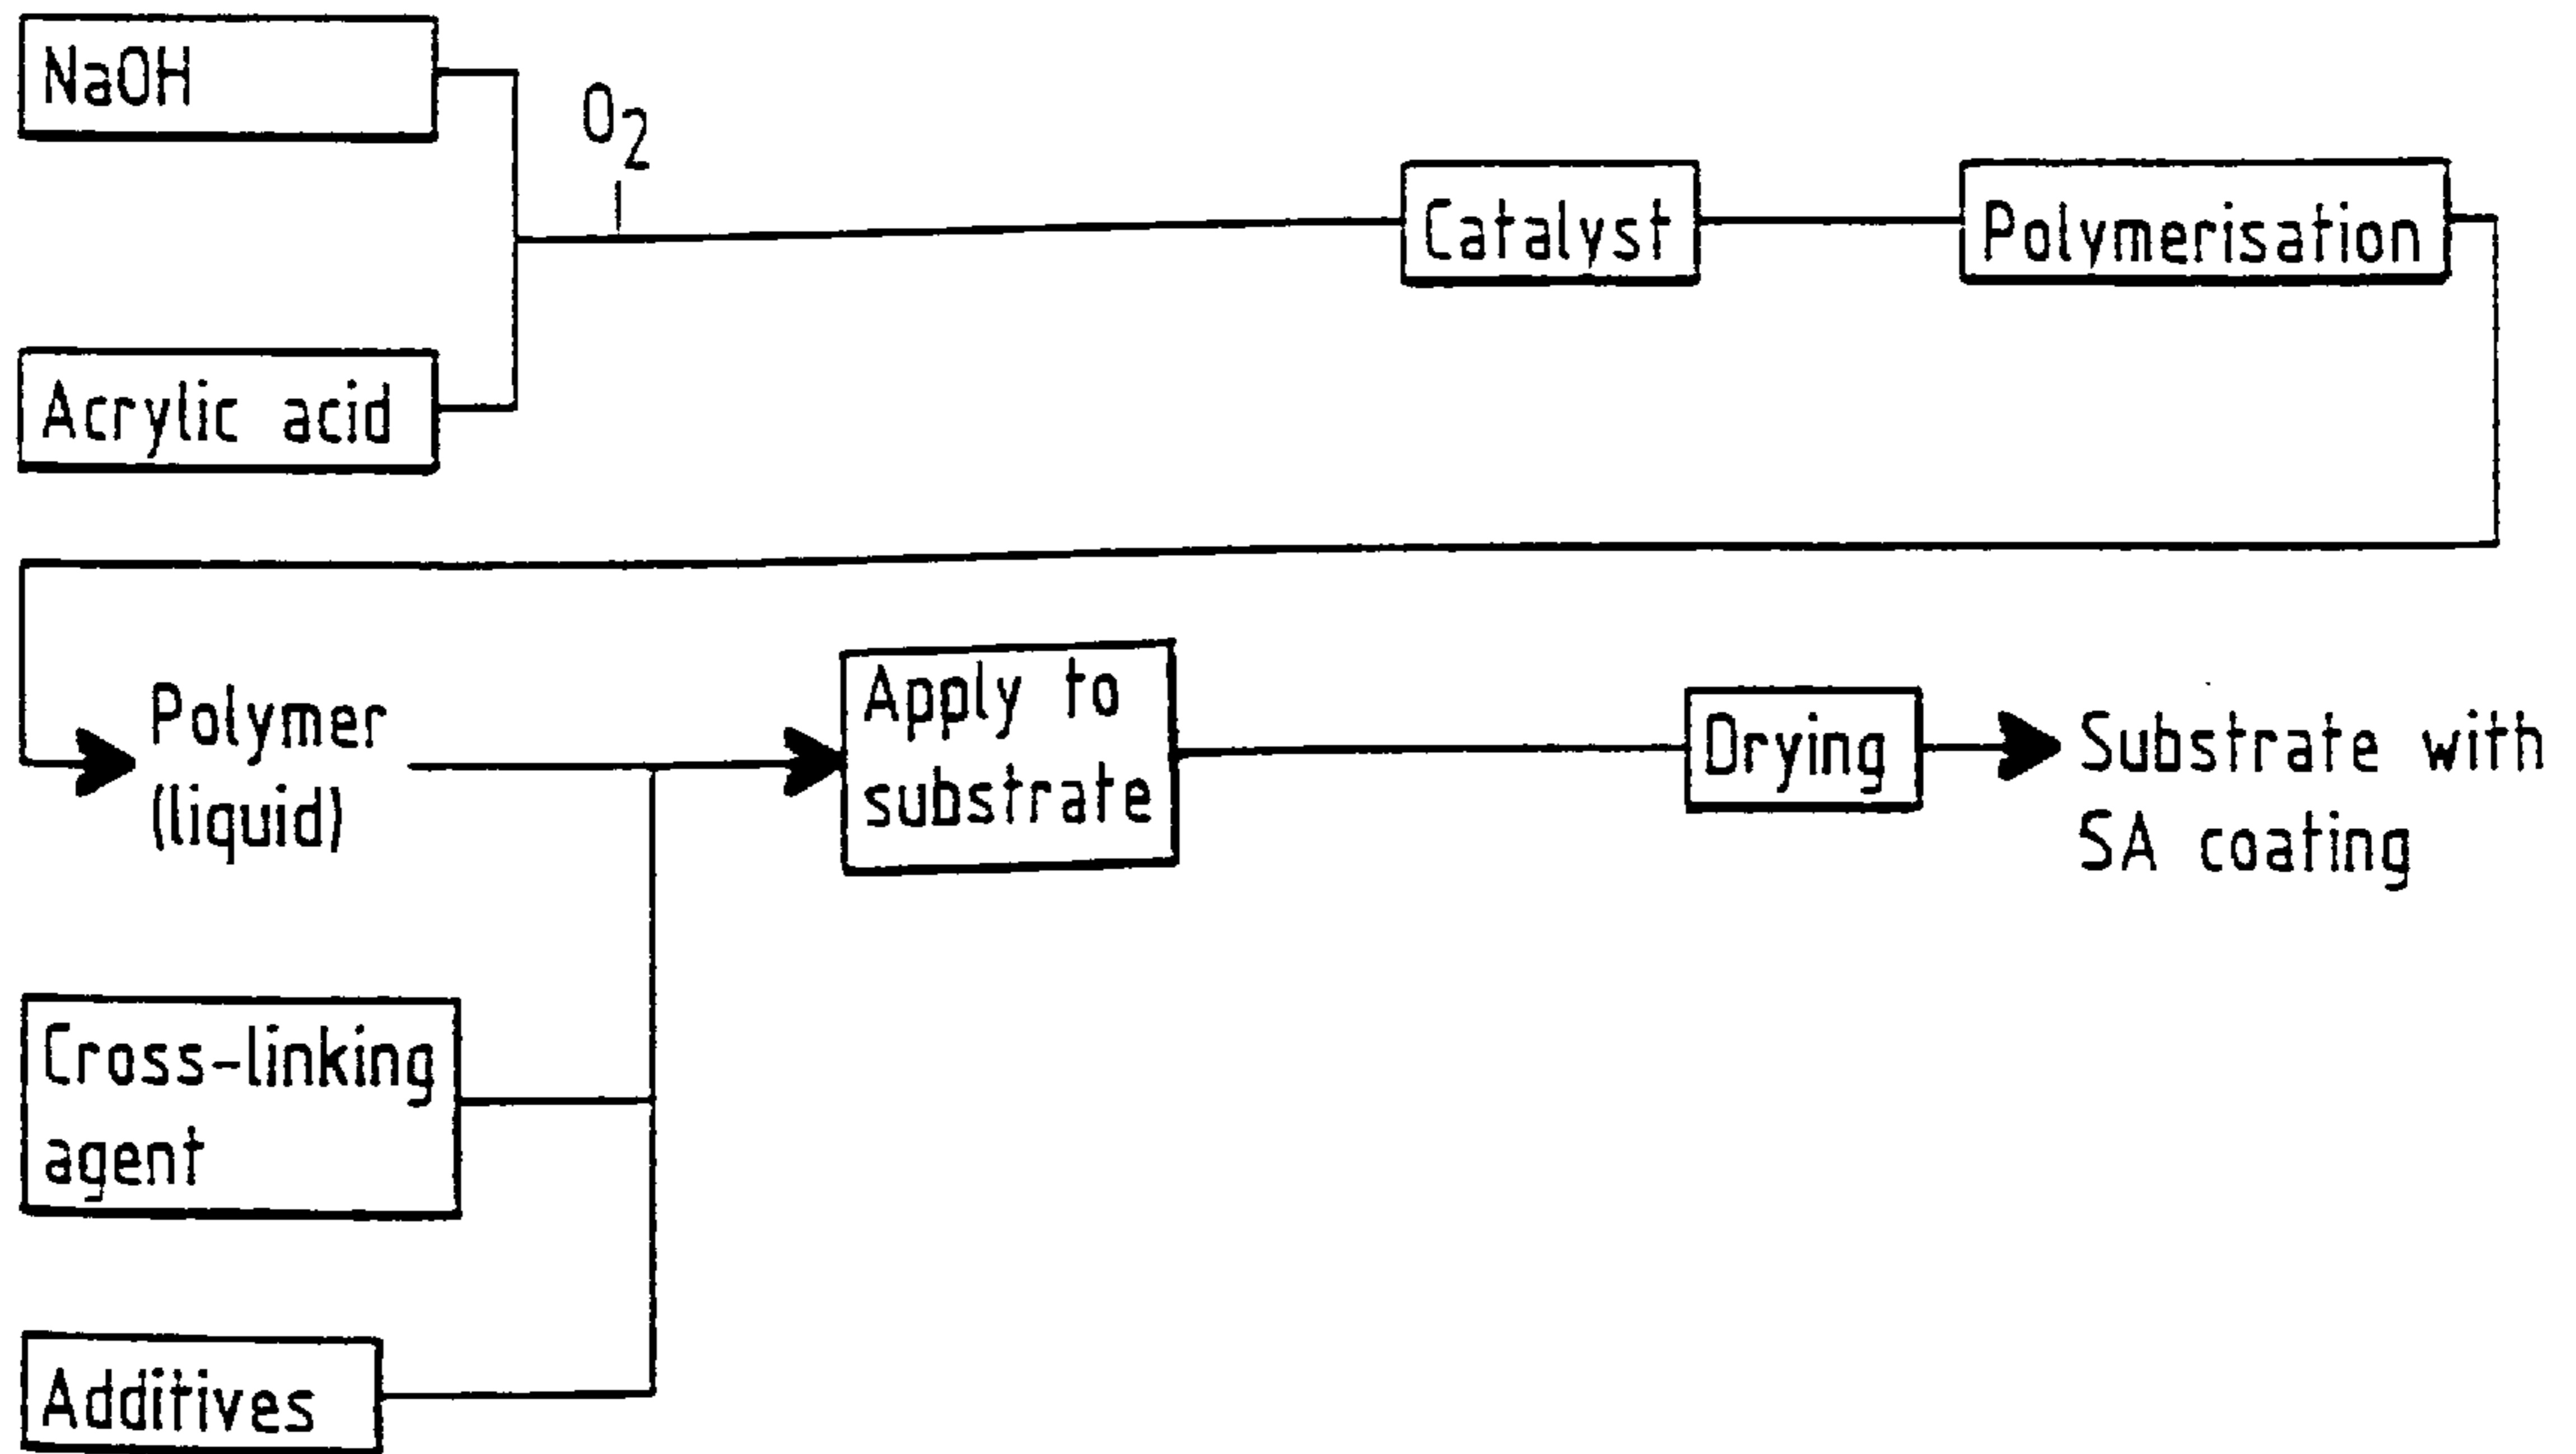 NaOH
O2
Catalyst
Polymerisation
Acrylic acid
Polymer
(liquid)
Apply to
substrate
Drying
Substrate with
SA coating
Cross-linking
agent
Additives